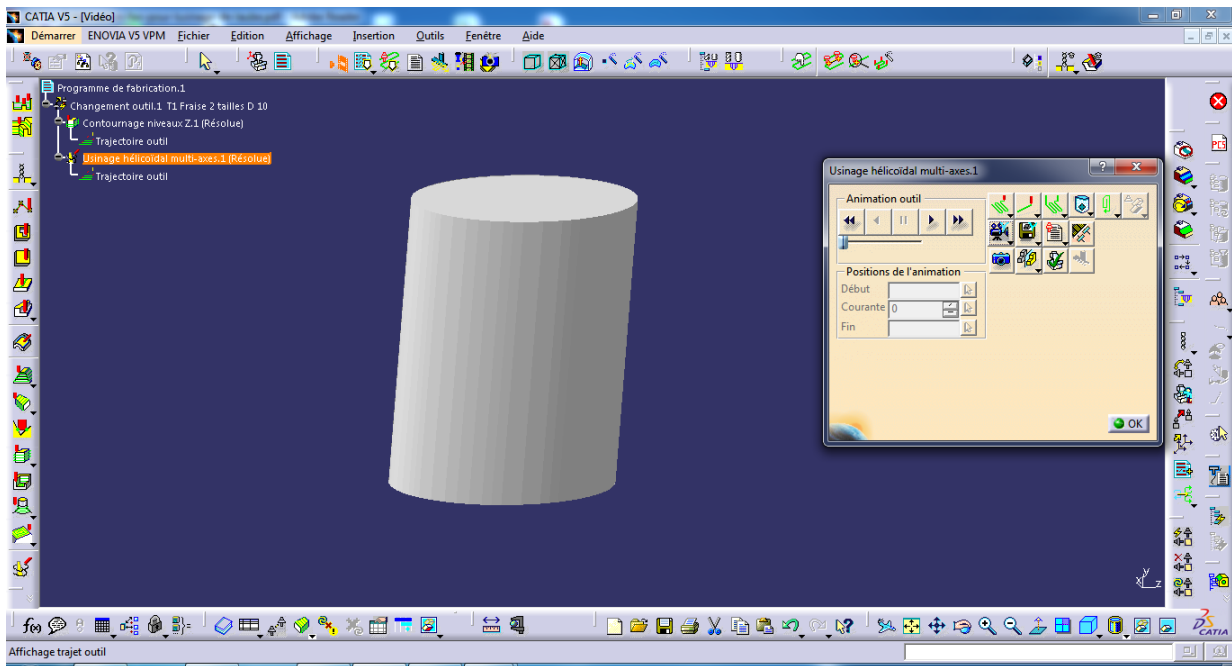 CATIA V5 - [Vidéo]
Démarrer ENOVIA V5 VPM Fichier Edition Affichage Insertion Outils Fenêtre Aide
Programme de fabrication.1
Changement outil.1 T1 Fraise 2 tailles D 10
Contournage niveaux Z.1 (Résolue)
Trajectoire outil
Usinage hélicoïdal multi-axes.1 (Résolue)
Trajectoire outil
Usinage hélicoïdal multi-axes.1
Animation outil
Positions de l'animation
Début
Courante 0
Fin
OK
PCS
x y z
f(x)
CATIA
Affichage trajet outil